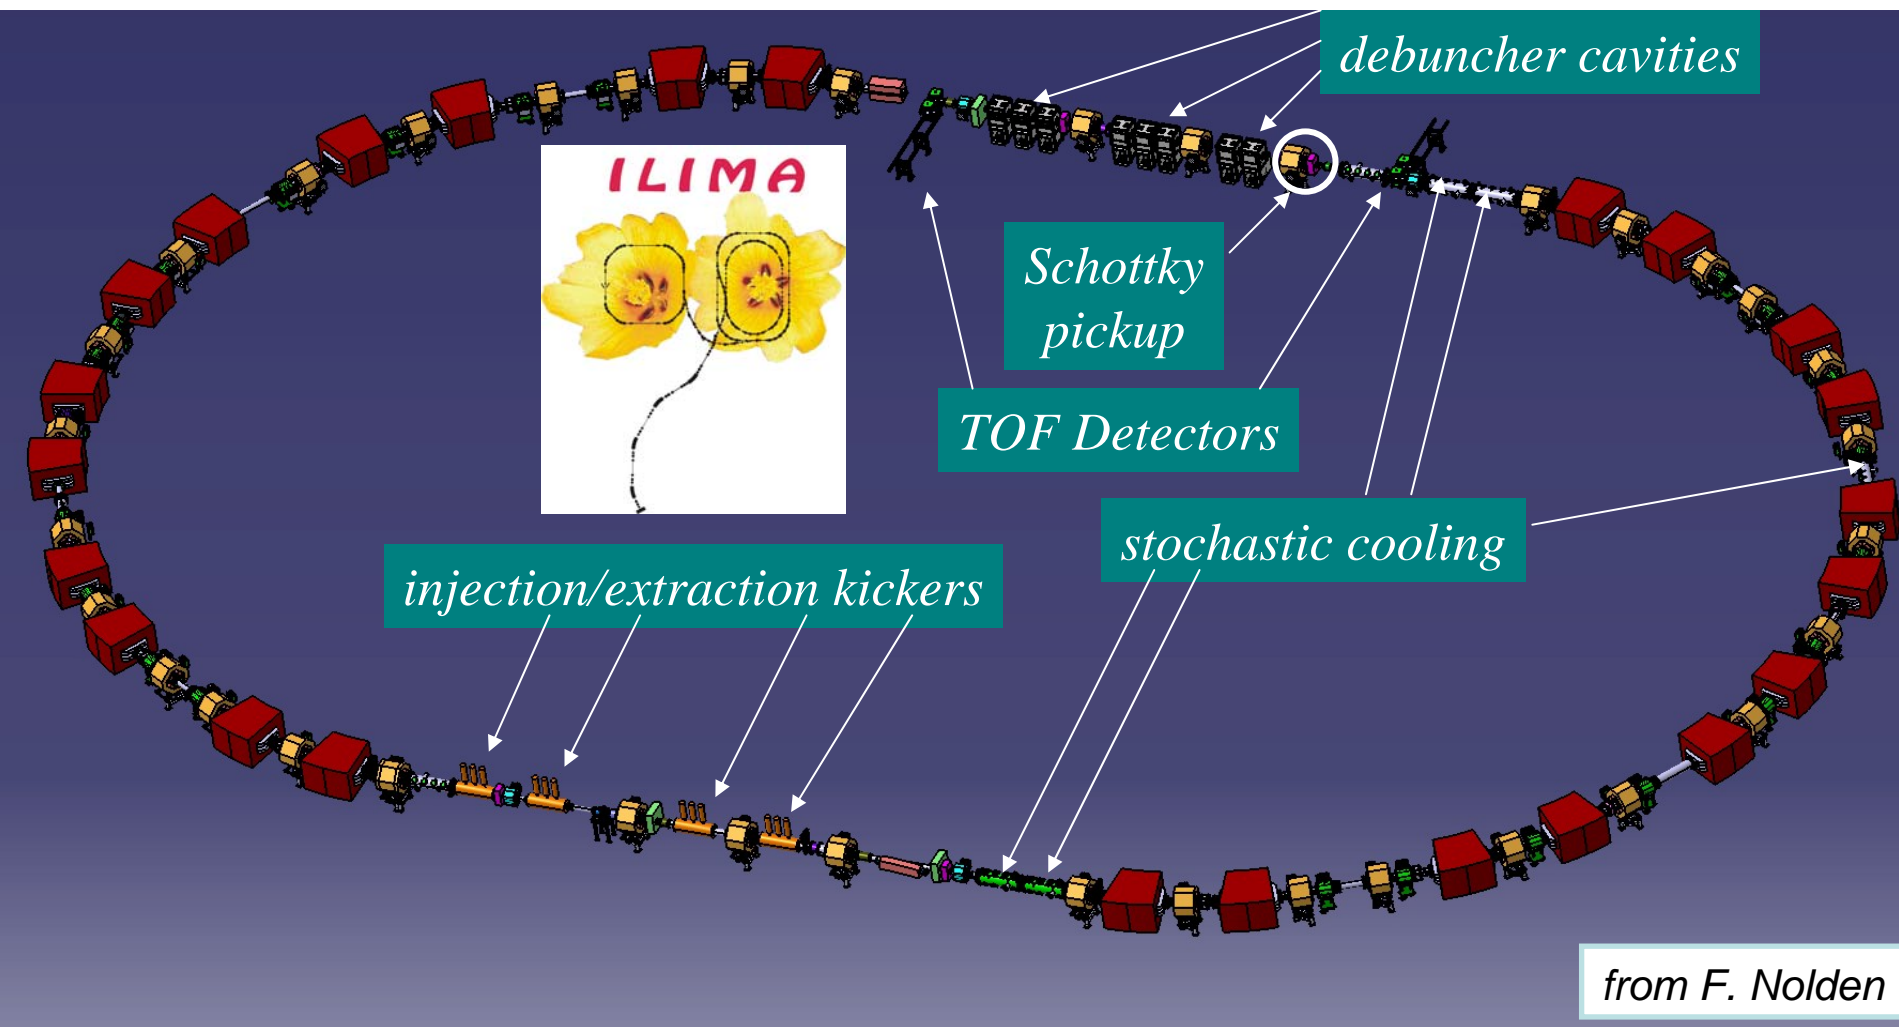 debuncher cavities
ILIMA
Schottky
pickup
TOF Detectors
stochastic cooling
injection/extraction kickers
from F. Nolden